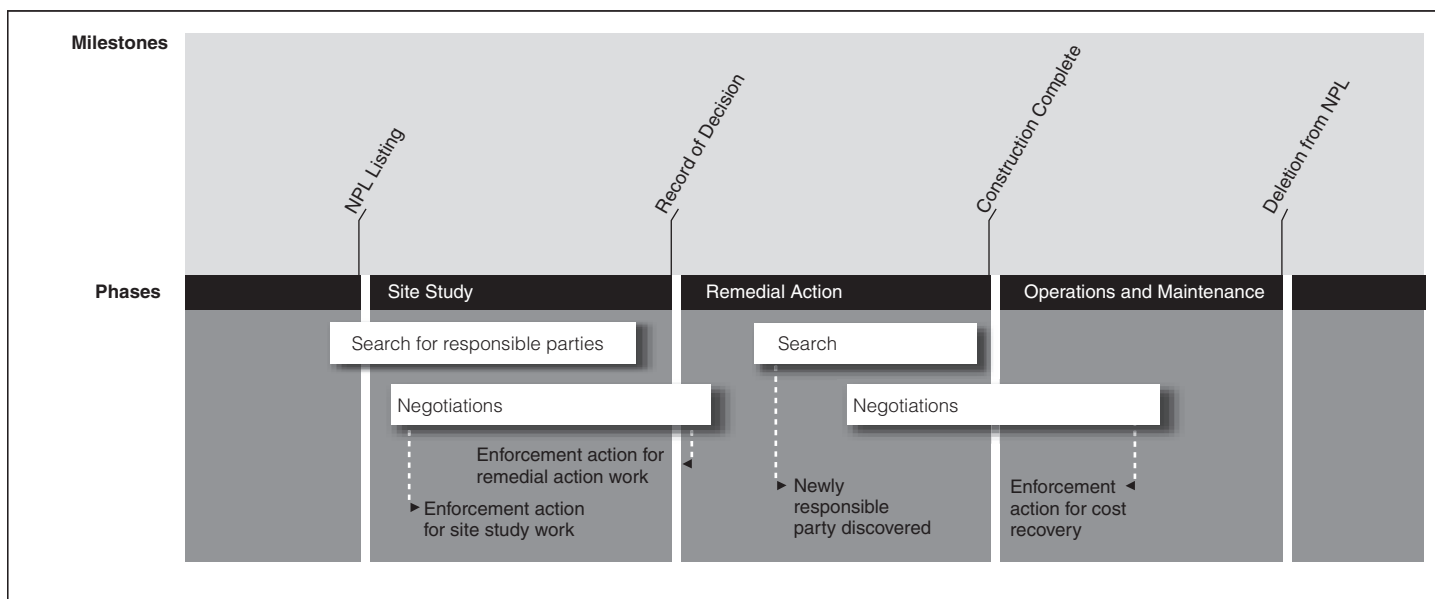 Milestones
NPL Listing
Record of Decision
Construction Complete
Deletion from NPL
Phases
Site Study
Remedial Action
Operations and Maintenance
Search for responsible parties
Search
Negotiations
Negotiations
Enforcement action for
remedial action work
Enforcement action
for site study work
Newly
responsible
party discovered
Enforcement
action for cost
recovery